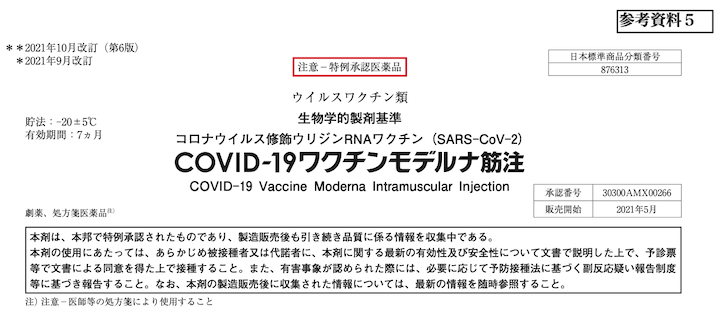 参考資料５
＊＊2021年10月改訂（第6版）
＊2021年9月改訂
注意－特例承認医薬品
日本標準商品分類番号
876313
ウイルスワクチン類
生物学的製剤基準
貯法：-20±5℃
有効期間：7ヵ月
コロナウイルス修飾ウリジンRNAワクチン（SARS-CoV-2）
COVID-19ワクチンモデルナ筋注
COVID-19 Vaccine Moderna Intramuscular Injection
承認番号 30300AMX00266
販売開始 2021年5月
劇薬、処方箋医薬品注）
本剤は、本邦で特例承認されたものであり、製造販売後も引き続き品質に係る情報を収集中である。
本剤の使用にあたっては、あらかじめ被接種者又は代諾者に、本剤に関する最新の有効性及び安全性について文書で説明した上で、予診票
等で文書による同意を得た上で接種すること。また、有害事象が認められた際には、必要に応じて予防接種法に基づく副反応疑い報告制度
等に基づき報告すること。なお、本剤の製造販売後に収集された情報については、最新の情報を随時参照すること。
注）注意－医師等の処方箋により使用すること